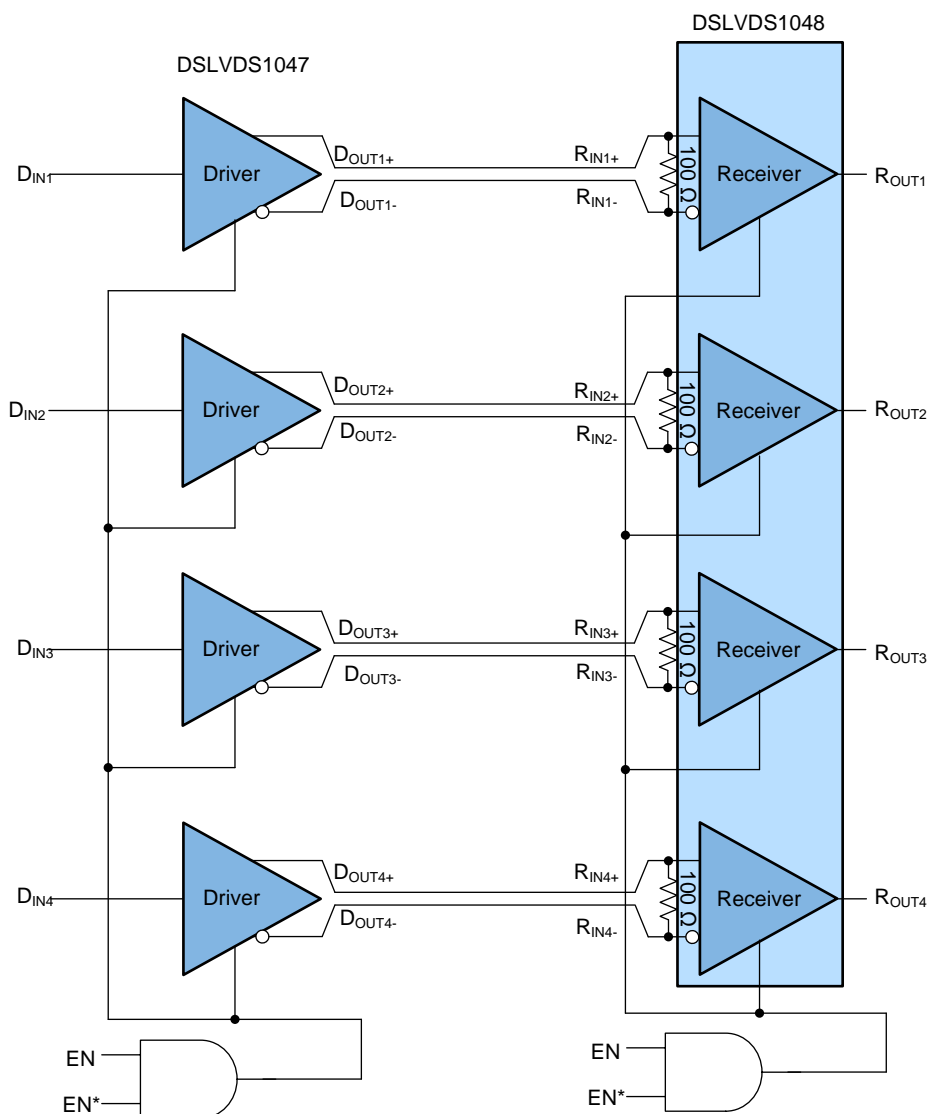 DSLVDS1048
DSLVDS1047
DIN1
Driver
DOUT1+
DOUT1-
RIN1+
RIN1-
100 Ω
Receiver
ROUT1
DIN2
Driver
DOUT2+
DOUT2-
RIN2+
RIN2-
100 Ω
Receiver
ROUT2
DIN3
Driver
DOUT3+
DOUT3-
RIN3+
RIN3-
100 Ω
Receiver
ROUT3
DIN4
Driver
DOUT4+
DOUT4-
RIN4+
RIN4-
100 Ω
Receiver
ROUT4
EN
EN*
EN
EN*